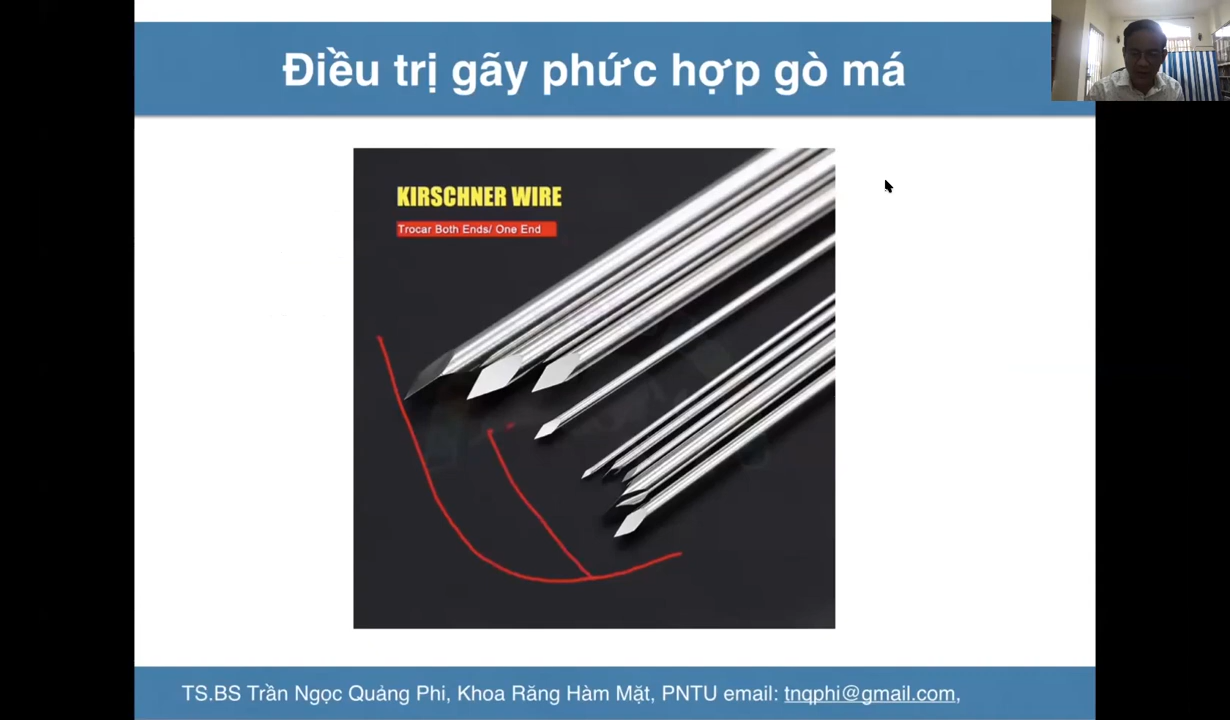 Điều trị gãy phức hợp gò má
KIRSCHNER WIRE
Trocar Both Ends/ One End
TS.BS Trần Ngọc Quảng Phi, Khoa Răng Hàm Mặt, PNTU email: tnqphi@gmail.com,